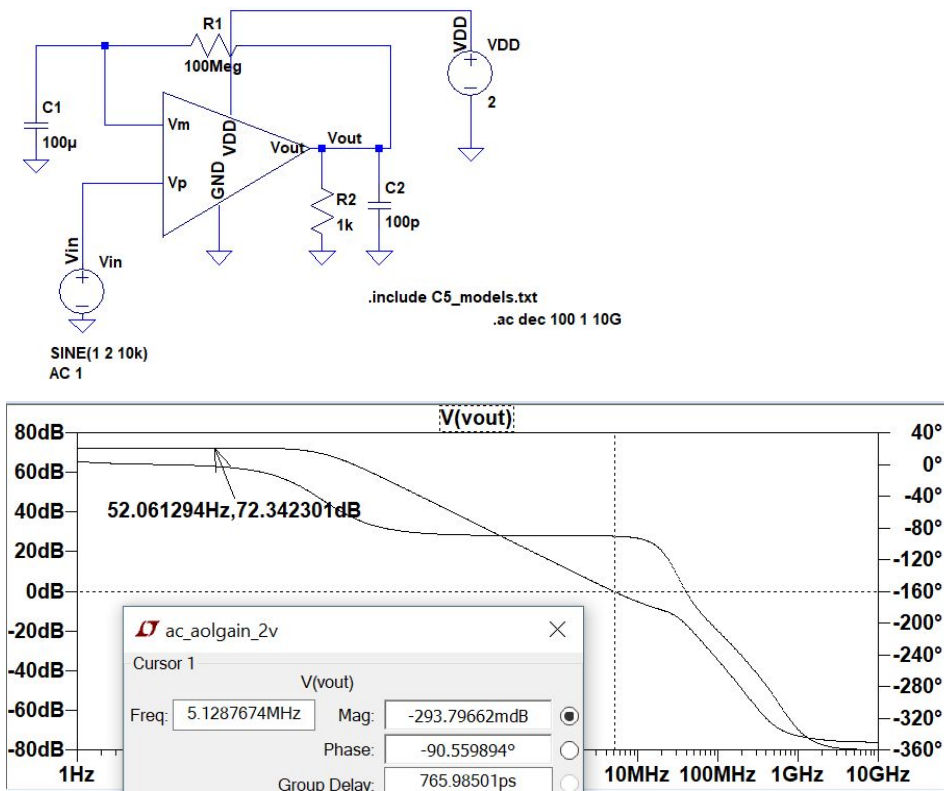 R1
100Meg
C1
100µ
Vm
Vp
VDD
GND
Vout
Vout
R2
1k
C2
100p
VDD
VDD
2
Vin
Vin
SINE(1 2 10k)
AC 1
.include C5_models.txt
.ac dec 100 1 10G
V(vout)
80dB
60dB
40dB
20dB
0dB
-20dB
-40dB
-60dB
-80dB
40°
0°
-40°
-80°
-120°
-160°
-200°
-240°
-280°
-320°
-360°
52.061294Hz,72.342301dB
ac_aolgain_2v
Cursor 1
V(vout)
Freq: 5.1287674MHz Mag: -293.79662mdB
Phase: -90.559894°
Group Delay: 765.98501ps
1Hz 10MHz 100MHz 1GHz 10GHz